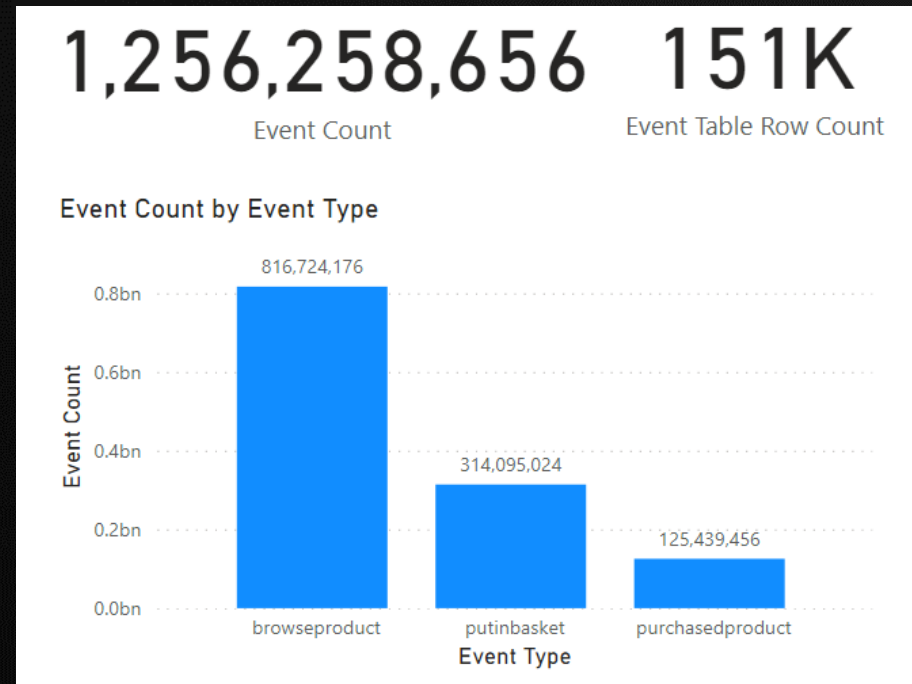 1,256,258,656
Event Count
151K
Event Table Row Count
Event Count by Event Type
816,724,176
314,095,024
125,439,456
0.8bn
0.6bn
0.4bn
0.2bn
0.0bn
Event Count
browseproduct
putinbasket
purchasedproduct
Event Type